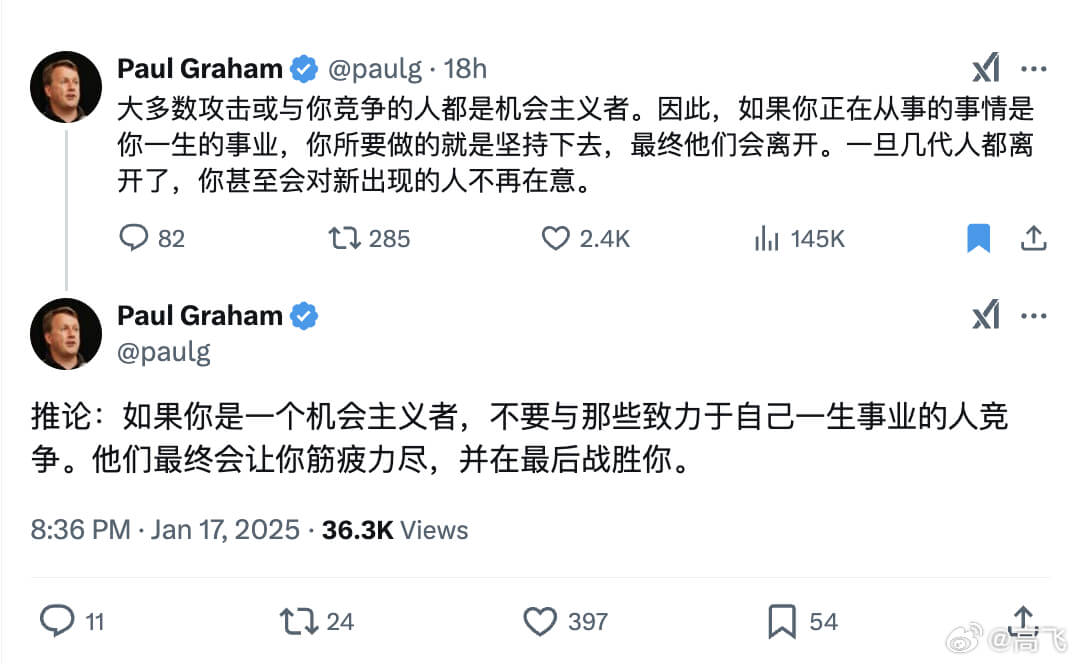 Paul Graham @paulg · 18h
大多数攻击或与你竞争的人都是机会主义者。因此，如果你正在从事的事情是
你一生的事业，你所要做的就是坚持下去，最终他们会离开。一旦几代人都离
开了，你甚至会对新出现的人不再在意。
82 285 2.4K 145K
Paul Graham
@paulg
推论：如果你是一个机会主义者，不要与那些致力于自己一生事业的人竞
争。他们最终会让你筋疲力尽，并在最后战胜你。
8:36 PM · Jan 17, 2025 · 36.3K Views
11 24 397 54
@高飞